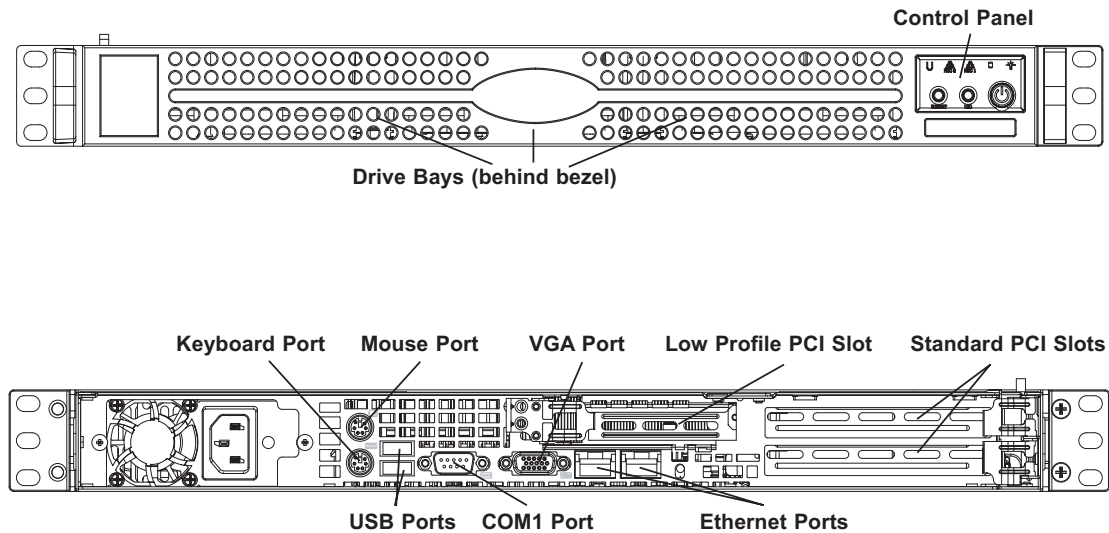 Control Panel
Drive Bays (behind bezel)
Keyboard Port Mouse Port VGA Port Low Profile PCI Slot Standard PCI Slots
USB Ports COM1 Port Ethernet Ports